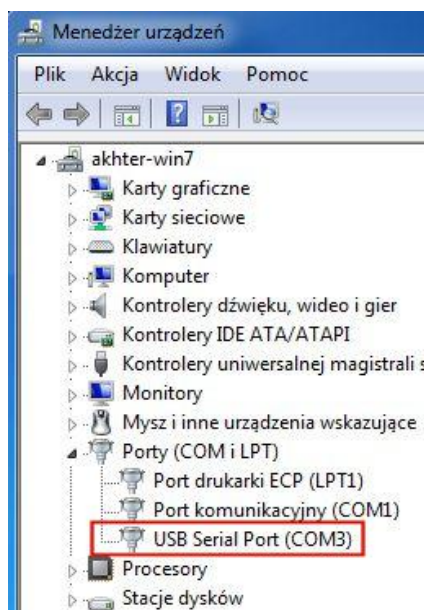 Menedżer urządzeń
Plik Akcja Widok Pomoc
akhter-win7
Karty graficzne
Karty sieciowe
Klawiatury
Komputer
Kontrolery dźwięku, wideo i gier
Kontrolery IDE ATA/ATAPI
Kontrolery uniwersalnej magistrali s
Monitory
Mysz i inne urządzenia wskazujące
Porty (COM i LPT)
Port drukarki ECP (LPT1)
Port komunikacyjny (COM1)
USB Serial Port (COM3)
Procesory
Stacje dysków